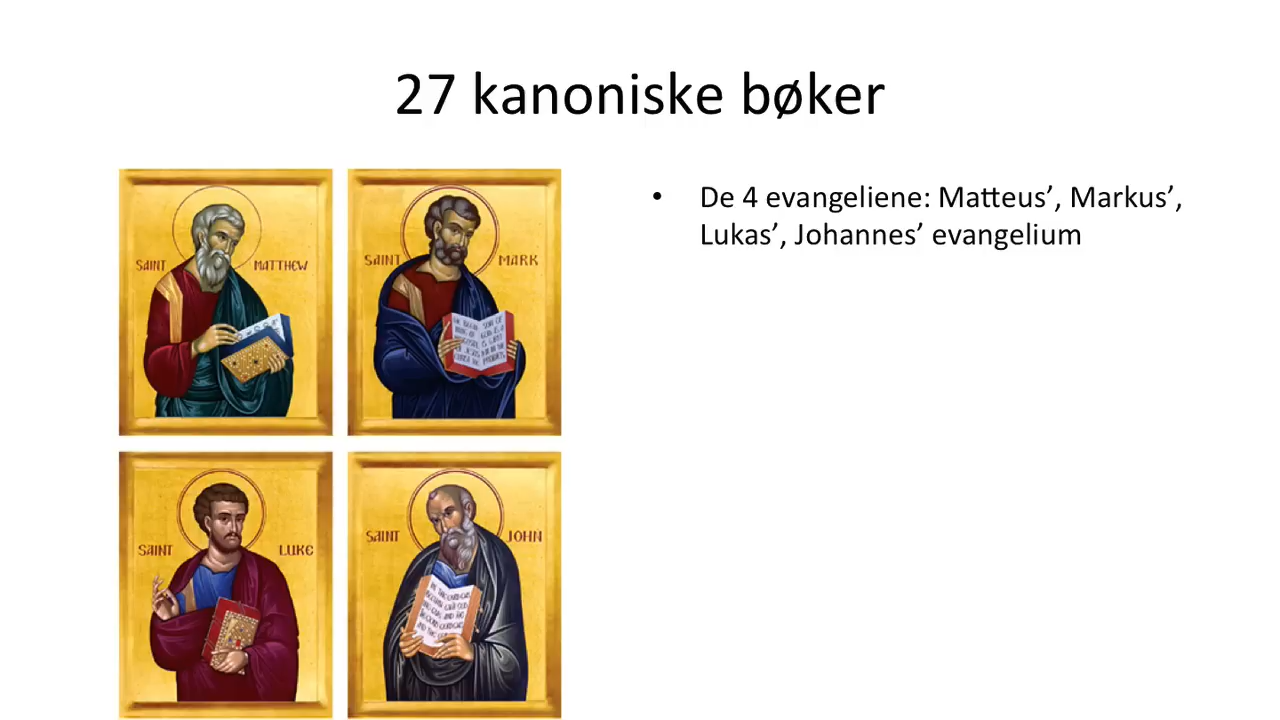 27 kanoniske bøker
• De 4 evangeliene: Matteus’, Markus’,
Lukas’, Johannes’ evangelium
SAINT MATTHEW
SAINT MARK
SAINT LUKE
SAINT JOHN